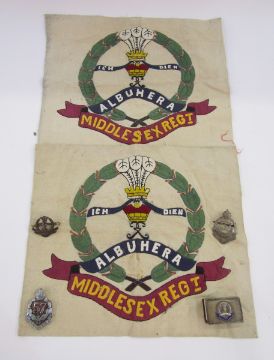 ICH DIEN
ALBUHERA
MIDDLESEX REGT
ICH DIEN
ALBUHERA
MIDDLESEX REGT